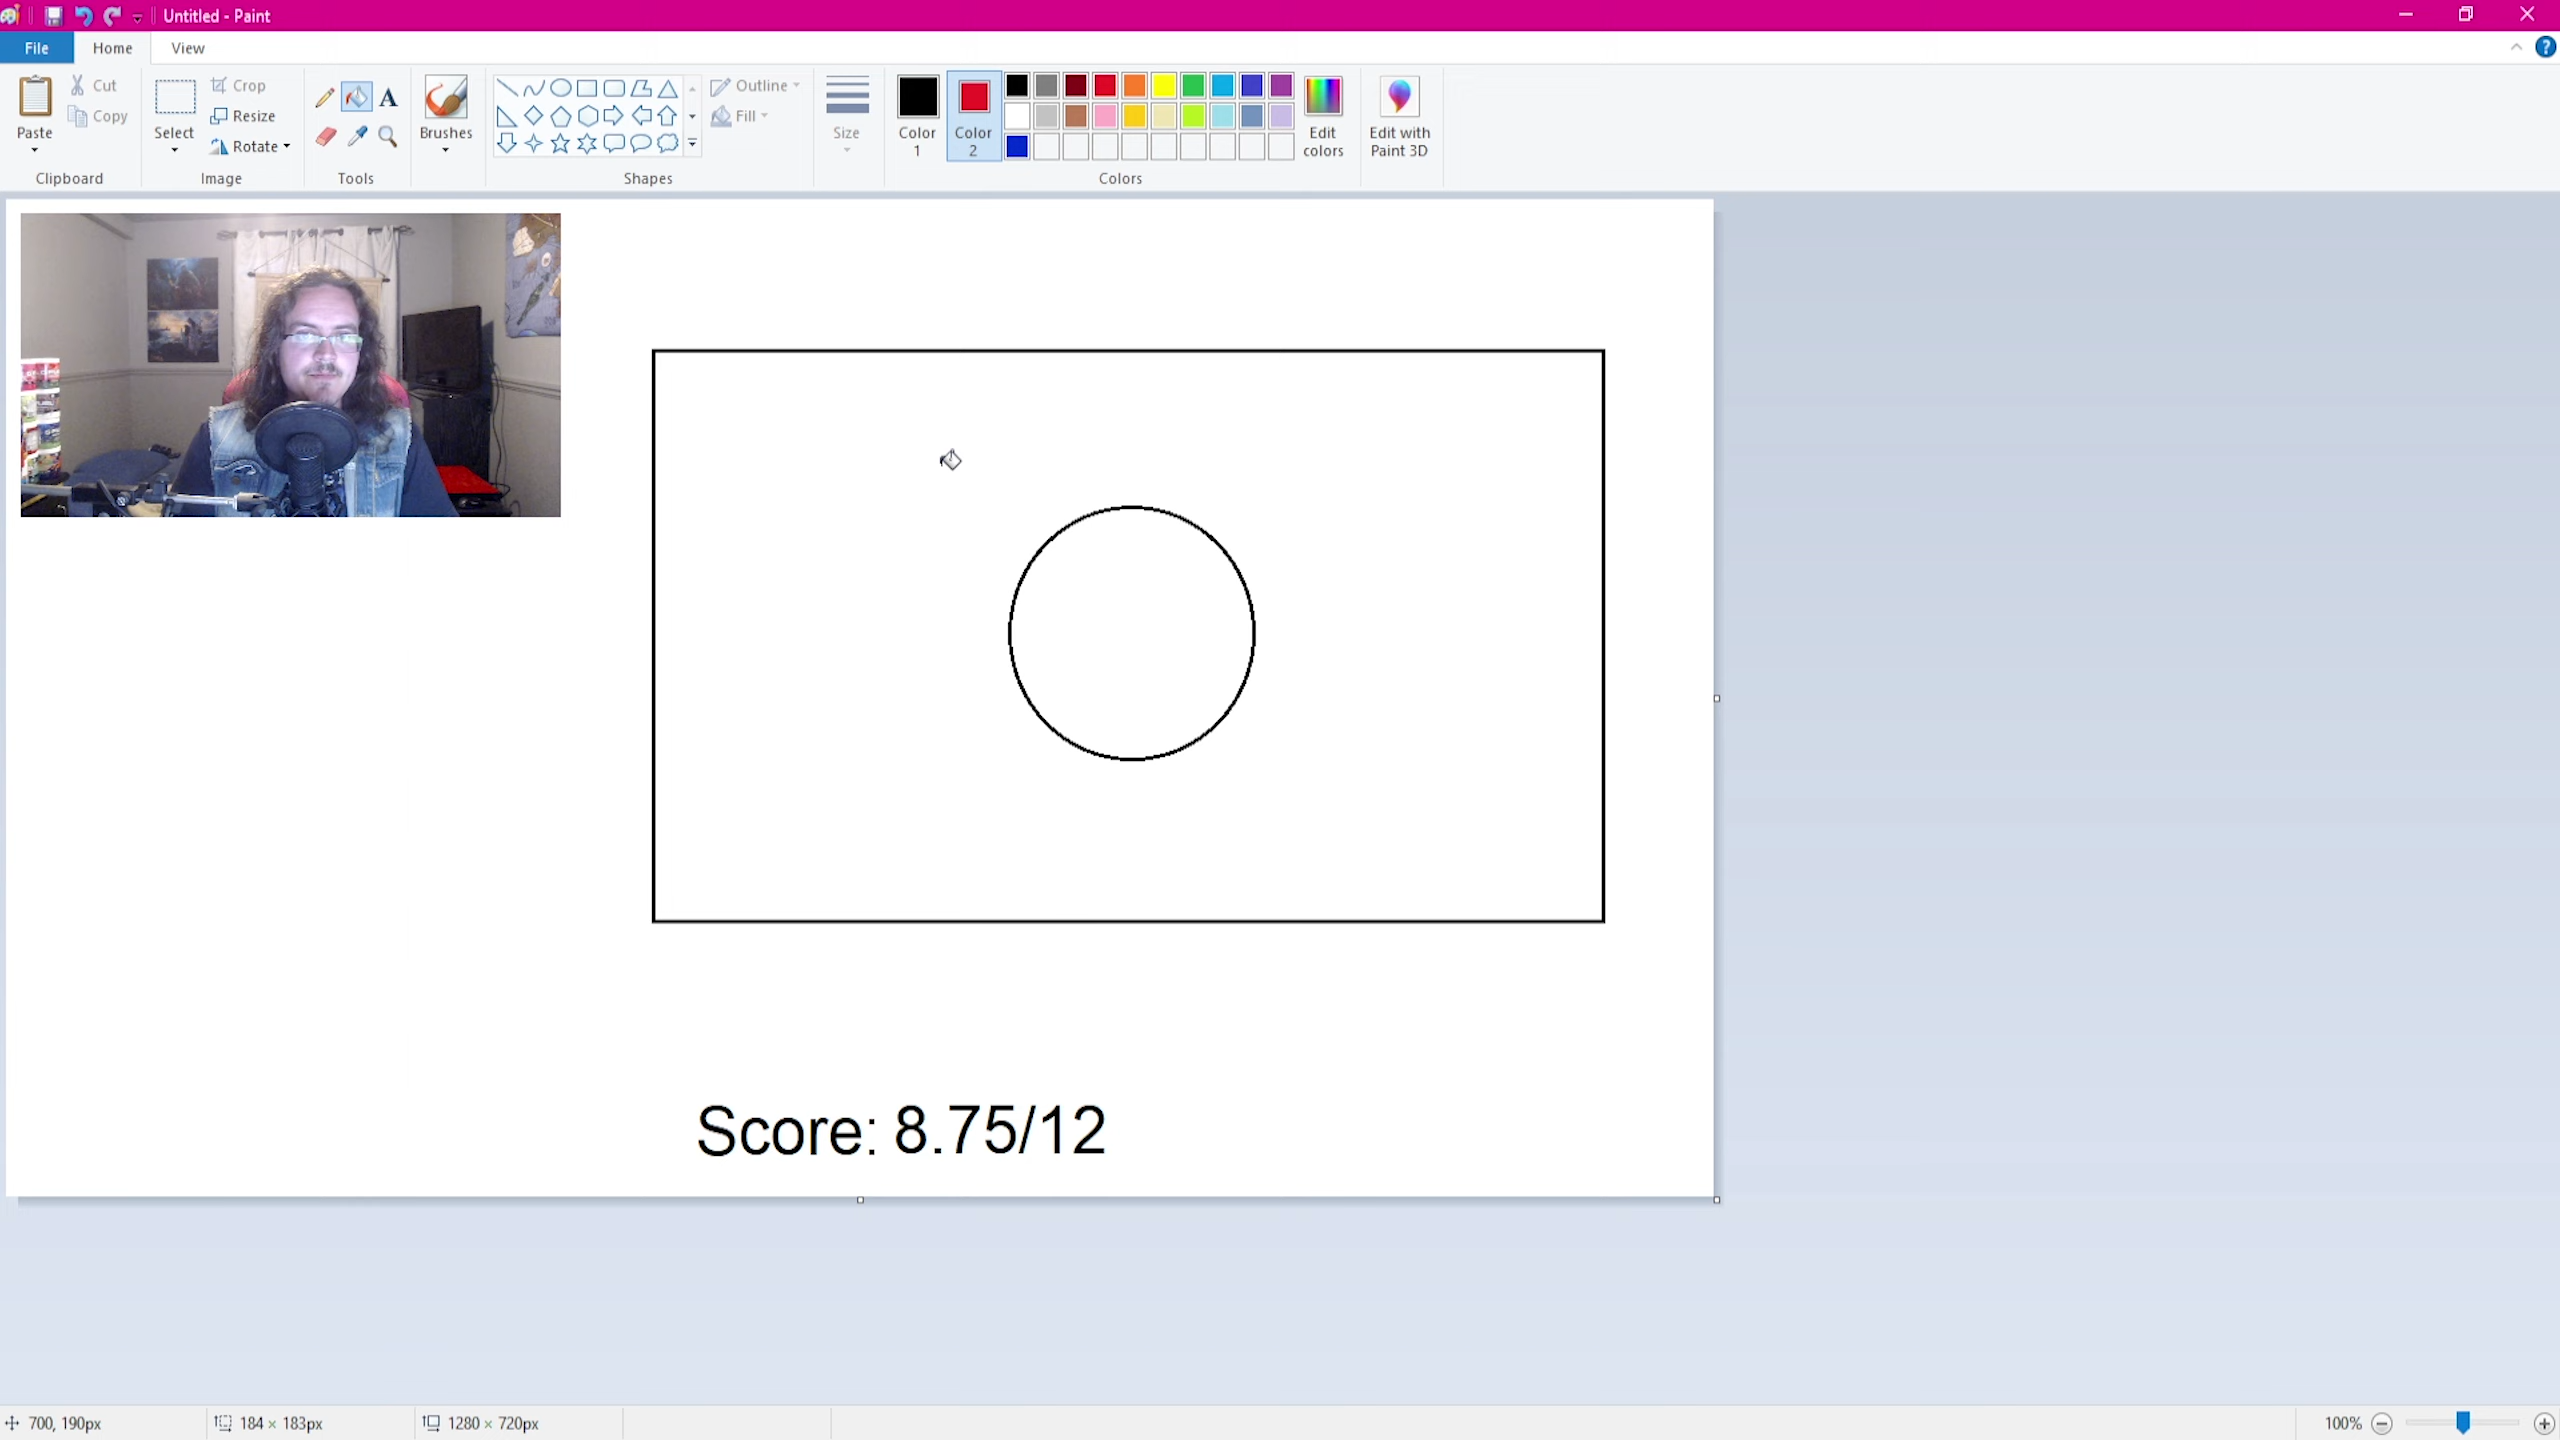 Untitled - Paint
File Home View
Paste Cut Copy Clipboard
Select Crop Resize Rotate Image
Tools
A
Brushes
Shapes
Outline
Fill
Size
Color 1
Color 2
Colors
Edit colors
Edit with Paint 3D
?
Score: 8.75/12
700, 190px 184 × 183px 1280 × 720px 100%